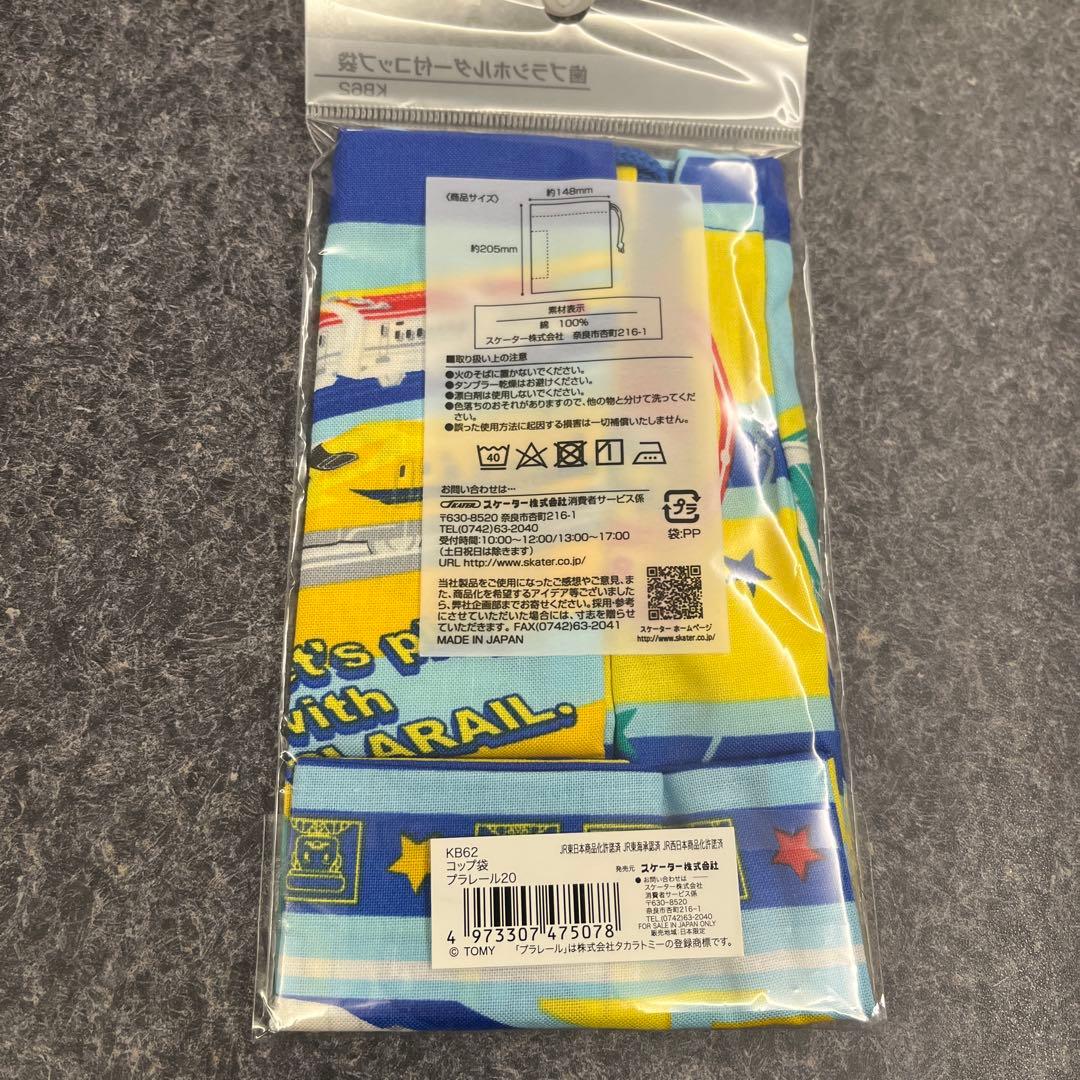 歯ブラシホルダー付コップ袋
KB62
〈商品サイズ〉
約148mm
約205mm
素材表示
綿 100%
スケーター株式会社 奈良市杏町216-1
■取り扱い上の注意
●火のそばに置かないでください。
●タンブラー乾燥はお避けください。
●漂白剤は使用しないでください。
●色落ちのおそれがありますので、他の物と分けて洗ってくだ
さい。
●誤った使用方法に起因する損害は一切補償いたしません。
40
お問い合わせは…
SKATER スケーター株式会社消費者サービス係
〒630-8520 奈良市杏町216-1
TEL(0742)63-2040
受付時間:10:00〜12:00/13:00〜17:00
(土日祝日は除きます)
URL http://www.skater.co.jp/
プラ
袋:PP
当社製品をご使用になったご感想やご意見、ま
た、商品化を希望するアイデア等ございました
ら、弊社企画部までお寄せください。採用・参考
にさせていただいた場合には、寸志を贈らせ
ていただきます。FAX(0742)63-2041
MADE IN JAPAN
スケーター ホームページ
http://www.skater.co.jp/
et's pl
with
PLARAIL.
KB62
コップ袋
プラレール20
JR東日本商品化許諾済 JR東海承認済 JR西日本商品化許諾済
発売元 スケーター株式会社
●お問い合わせは
スケーター株式会社
消費者サービス係
〒630-8520
奈良市杏町216-1
TEL.(0742)63-2040
FOR SALE IN JAPAN ONLY
販売地域:日本限定
4 973307 475078
© TOMY 「プラレール」は株式会社タカラトミーの登録商標です。